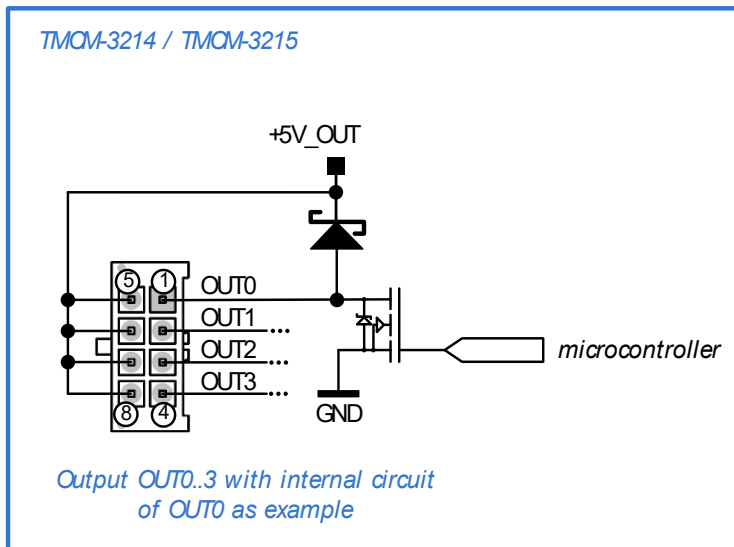 TMCM-3214 / TMCM-3215
+5V_OUT
5 1 OUT0
OUT1
OUT2
OUT3
8 4
GND
microcontroller
Output OUT0..3 with internal circuit
of OUT0 as example